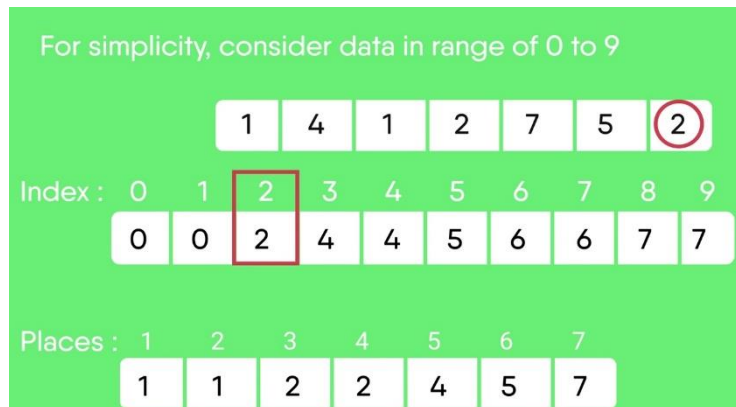 For simplicity, consider data in range of 0 to 9
1 4 1 2 7 5 2
Index : 0 1 2 3 4 5 6 7 8 9
0 0 2 4 4 5 6 6 7 7
Places : 1 2 3 4 5 6 7
1 1 2 2 4 5 7